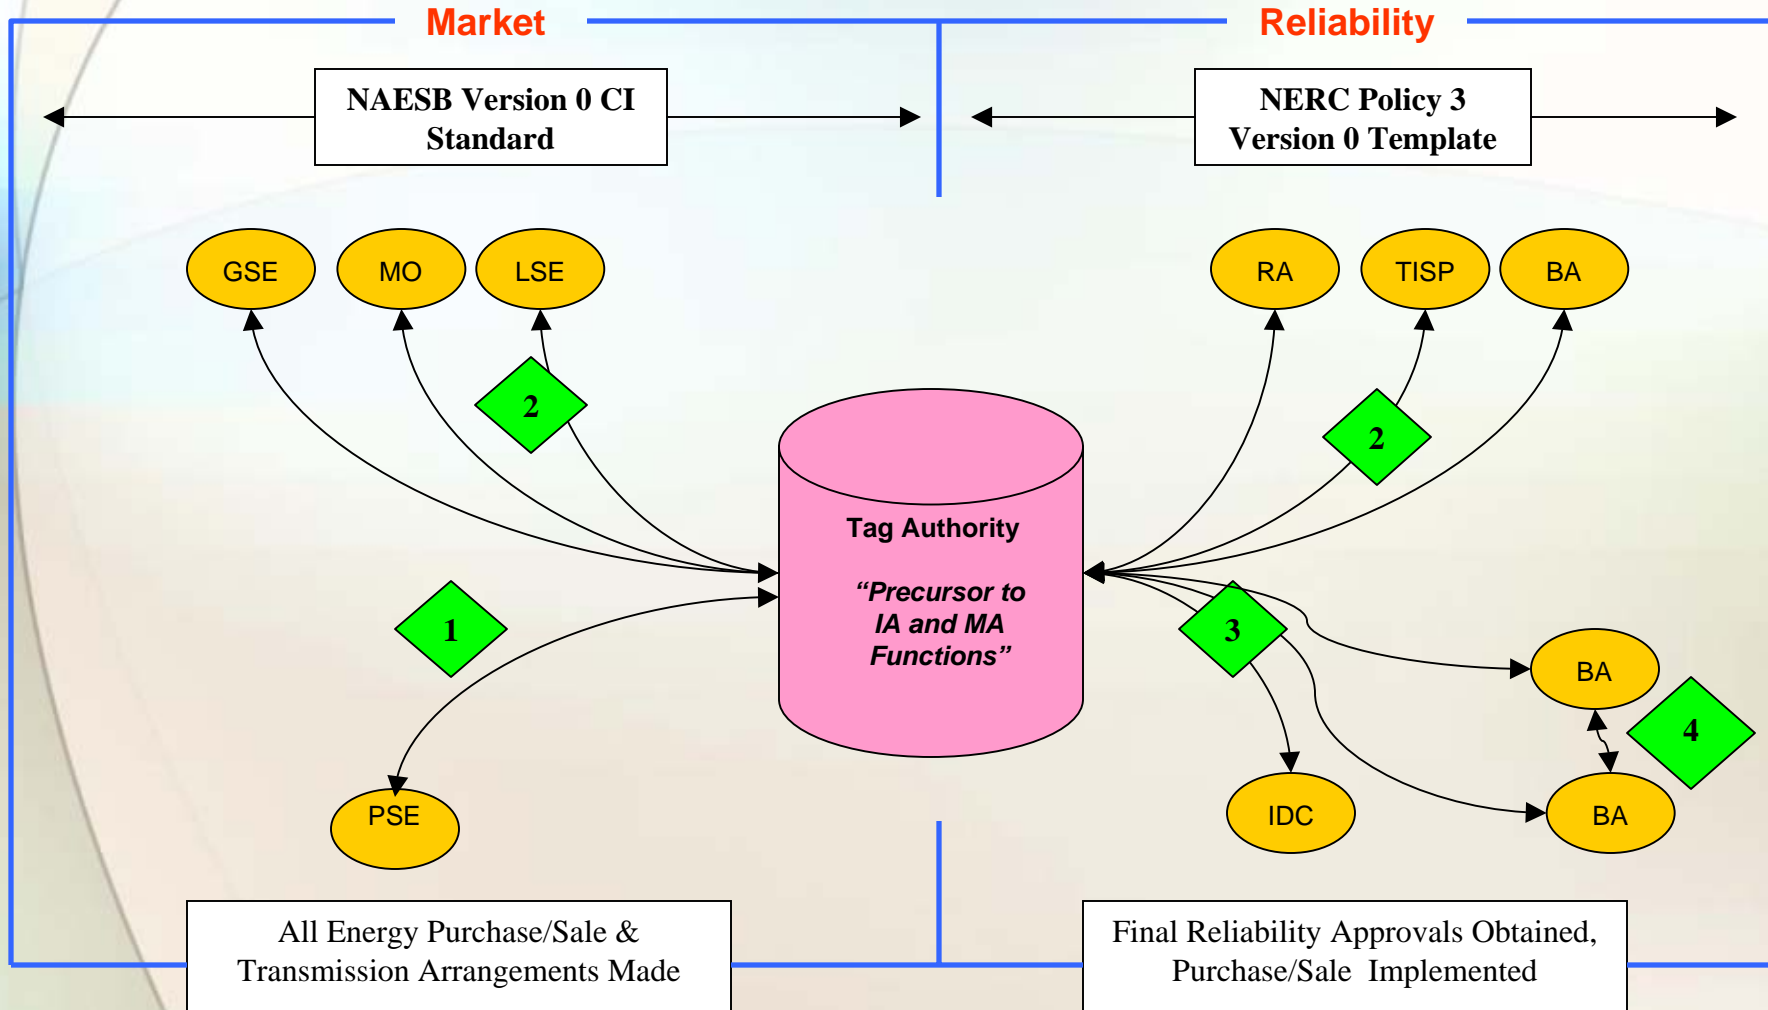 Market
Reliability
NAESB Version 0 CI
Standard
NERC Policy 3
Version 0 Template
GSE
MO
LSE
RA
TISP
BA
2
2
Tag Authority
“Precursor to
IA and MA
Functions”
1
3
BA
4
PSE
IDC
BA
All Energy Purchase/Sale &
Transmission Arrangements Made
Final Reliability Approvals Obtained,
Purchase/Sale Implemented